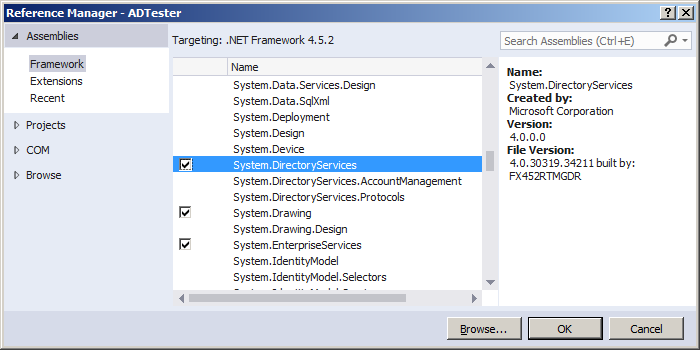 Reference Manager - ADTester
Assemblies
Framework
Extensions
Recent
Projects
COM
Browse
Targeting: .NET Framework 4.5.2
Name
System.Data.Services.Design
System.Data.SqlXml
System.Deployment
System.Design
System.Device
System.DirectoryServices
System.DirectoryServices.AccountManagement
System.DirectoryServices.Protocols
System.Drawing
System.Drawing.Design
System.EnterpriseServices
System.IdentityModel
System.IdentityModel.Selectors
Search Assemblies (Ctrl+E)
Name:
System.DirectoryServices
Created by:
Microsoft Corporation
Version:
4.0.0.0
File Version:
4.0.30319.34211 built by:
FX452RTMGDR
Browse...
OK
Cancel